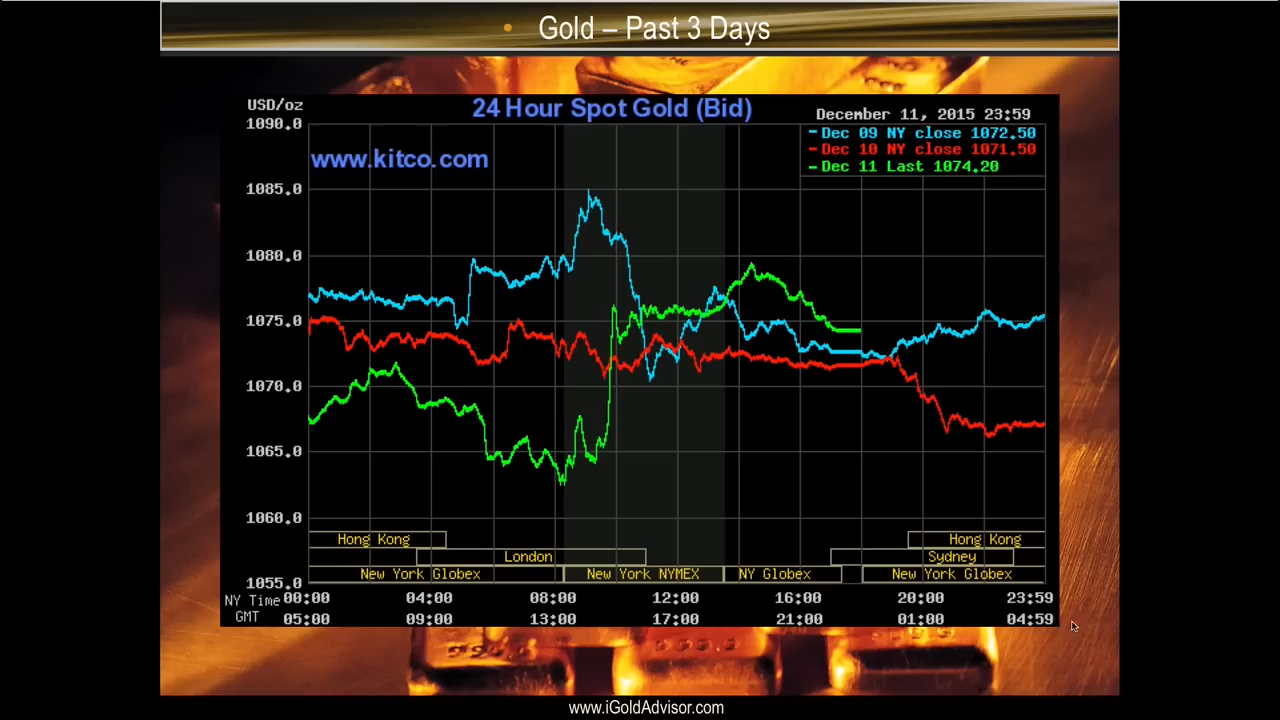 • Gold – Past 3 Days
USD/oz
24 Hour Spot Gold (Bid)
December 11, 2015 23:59
1090.0
Dec 09 NY close 1072.50
Dec 10 NY close 1071.50
www.kitco.com
Dec 11 Last 1074.20
1085.0
1080.0
1075.0
1070.0
1065.0
1060.0
Hong Kong Hong Kong
London Sydney
New York Globex New York NYMEX NY Globex New York Globex
1055.0
NY Time 00:00 04:00 08:00 12:00 16:00 20:00 23:59
GMT 05:00 09:00 13:00 17:00 21:00 01:00 04:59
www.iGoldAdvisor.com